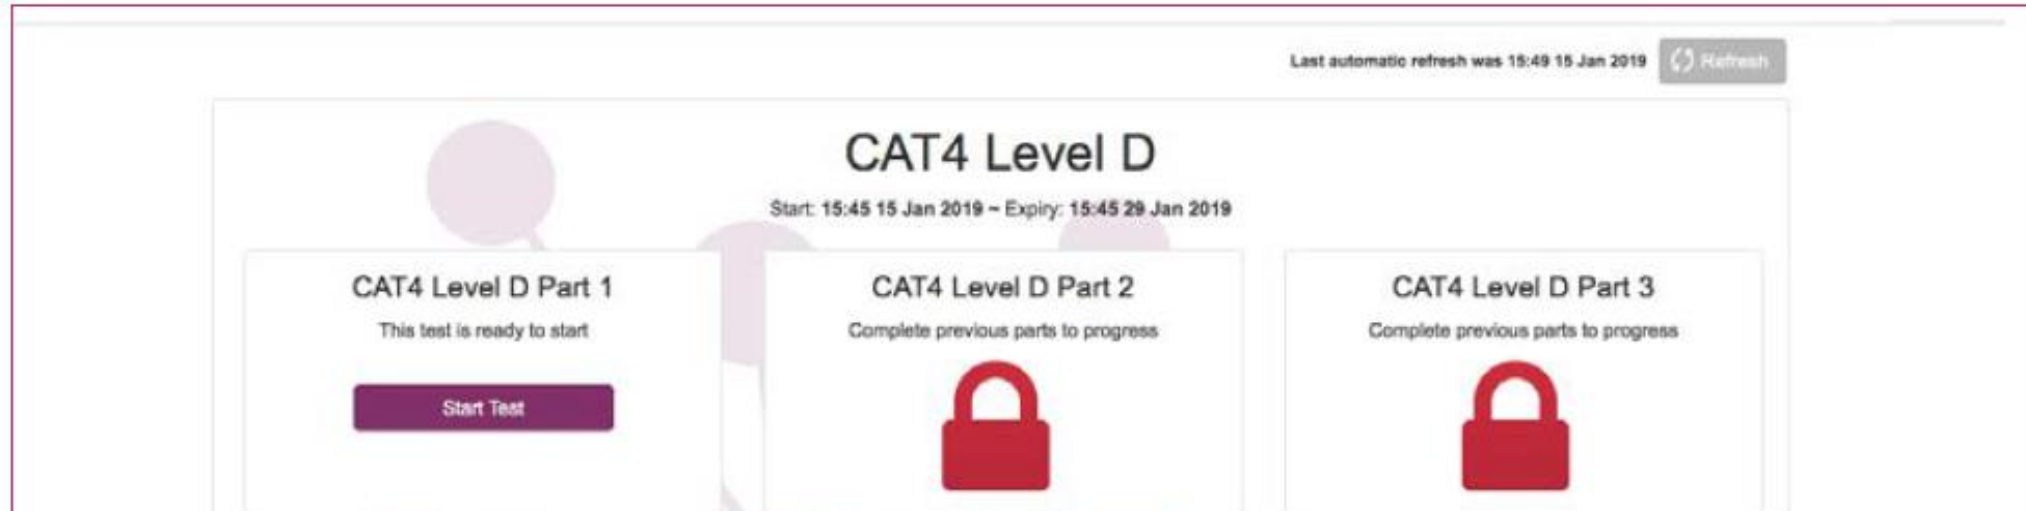 Last automatic refresh was 15:49 15 Jan 2019 Refresh
CAT4 Level D
Start: 15:45 15 Jan 2019 ~ Expiry: 15:45 29 Jan 2019
CAT4 Level D Part 1
This test is ready to start
Start Test
CAT4 Level D Part 2
Complete previous parts to progress
CAT4 Level D Part 3
Complete previous parts to progress